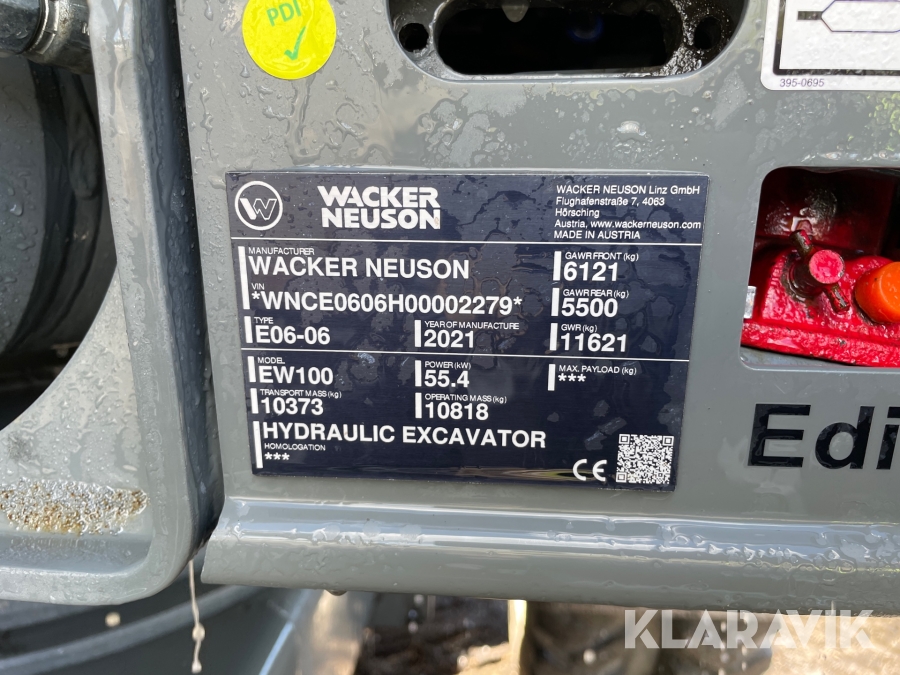 PDI
395-0695
W
WACKER
NEUSON
WACKER NEUSON Linz GmbH
Flughafenstraße 7, 4063
Hörsching
Austria, www.wackerneuson.com
MADE IN AUSTRIA
MANUFACTURER
WACKER NEUSON
VIN
*WNCE0606H00002279*
TYPE
E06-06
YEAR OF MANUFACTURE
2021
GAWR FRONT (kg)
6121
GAWR REAR (kg)
5500
GWR (kg)
11621
MODEL
EW100
POWER (kW)
55.4
MAX. PAYLOAD (kg)
***
TRANSPORT MASS (kg)
10373
OPERATING MASS (kg)
10818
HYDRAULIC EXCAVATOR
HOMOLOGATION
***
CE
Edi
KLARAVIK